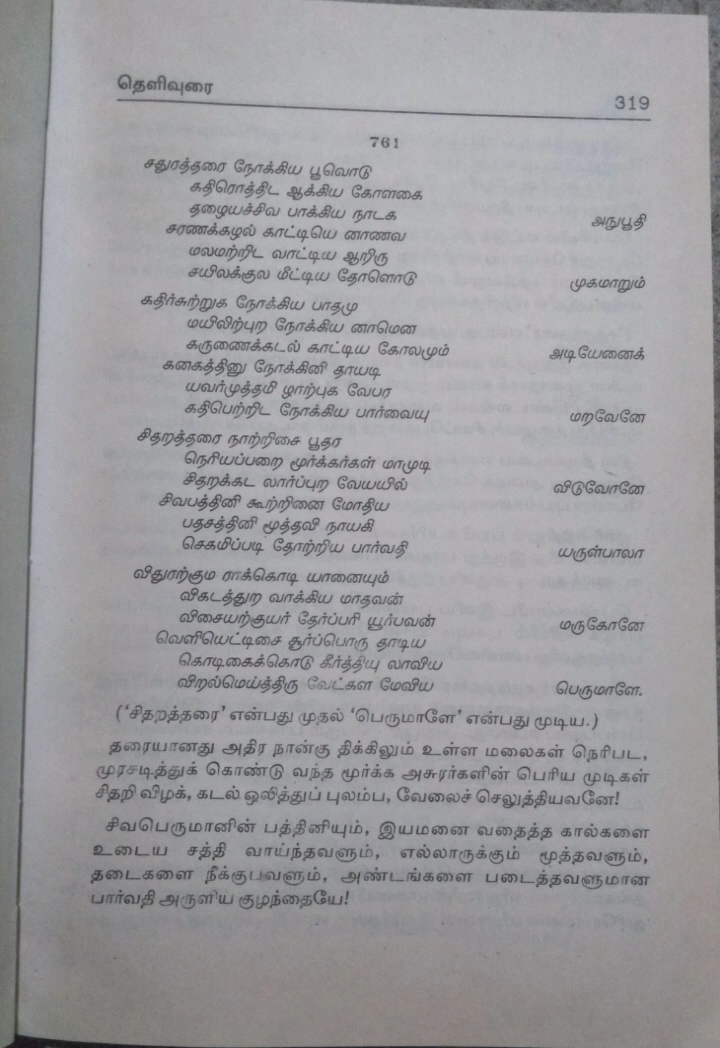 தெளிவுரை 319
761
சதுரத்தரை நோக்கிய பூவொடு
கதிரொத்திட ஆக்கிய கோளகை
தழையச்சிவ பாக்கிய நாடக அநுபூதி
சரணக்கழல் காட்டியெ னாணவ
மலமற்றிட வாட்டிய ஆறிரு
சயிலக்குல மீட்டிய தோளொடு முகமாறும்
கதிர்சுற்றுக நோக்கிய பாதமு
மயிலிற்புற நோக்கிய னாமென
கருணைக்கடல் காட்டிய கோலமும் அடியேனைக்
கனகத்தினு நோக்கினி தாயடி
யவர்முத்தமி ழாற்புக வேபர
கதிபெற்றிட நோக்கிய பார்வையு மறவேனே
சிதறத்தரை நாற்றிசை பூதர
நெரியப்பறை மூர்க்கர்கள் மாமுடி
சிதறக்கட லார்ப்புற வேயயில் விடுவோனே
சிவபத்தினி கூற்றினை மோதிய
பதசத்தினி மூத்தவி நாயகி
செகமிப்படி தோற்றிய பார்வதி யருள்பாலா
விதுரற்கும ராக்கொடி யானையும்
விகடத்துற வாக்கிய மாதவன்
விசையற்குயர் தேர்ப்பரி யூர்பவன் மருகோனே
வெளியெட்டிசை சூர்ப்பொரு தாடிய
கொடிகைக்கொடு கீர்த்தியு லாவிய
விறல்மெய்த்திரு வேட்கள மேவிய பெருமாளே.
('சிதறத்தரை' என்பது முதல் 'பெருமாளே' என்பது முடிய.)
தரையானது அதிர நான்கு திக்கிலும் உள்ள மலைகள் நெரிபட,
முரசடித்துக் கொண்டு வந்த மூர்க்க அசுரர்களின் பெரிய முடிகள்
சிதறி விழக், கடல் ஒலித்துப் புலம்ப, வேலைச் செலுத்தியவனே!
சிவபெருமானின் பத்தினியும், இயமனை வதைத்த கால்களை
உடைய சத்தி வாய்ந்தவளும், எல்லாருக்கும் மூத்தவளும்,
தடைகளை நீக்குபவளும், அண்டங்களை படைத்தவளுமான
பார்வதி அருளிய குழந்தையே!